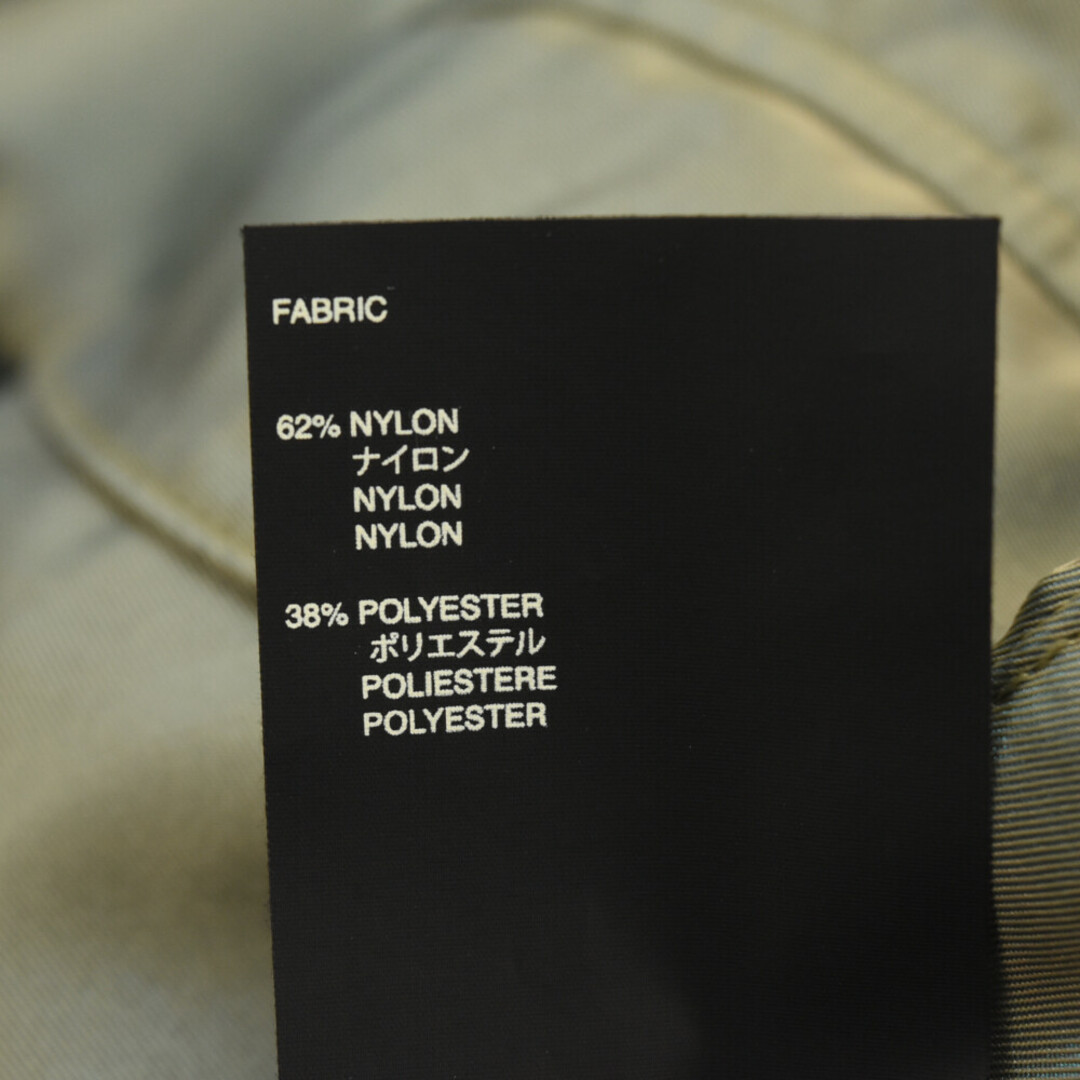 FABRIC
62% NYLON
ナイロン
NYLON
NYLON
38% POLYESTER
ポリエステル
POLIESTERE
POLYESTER